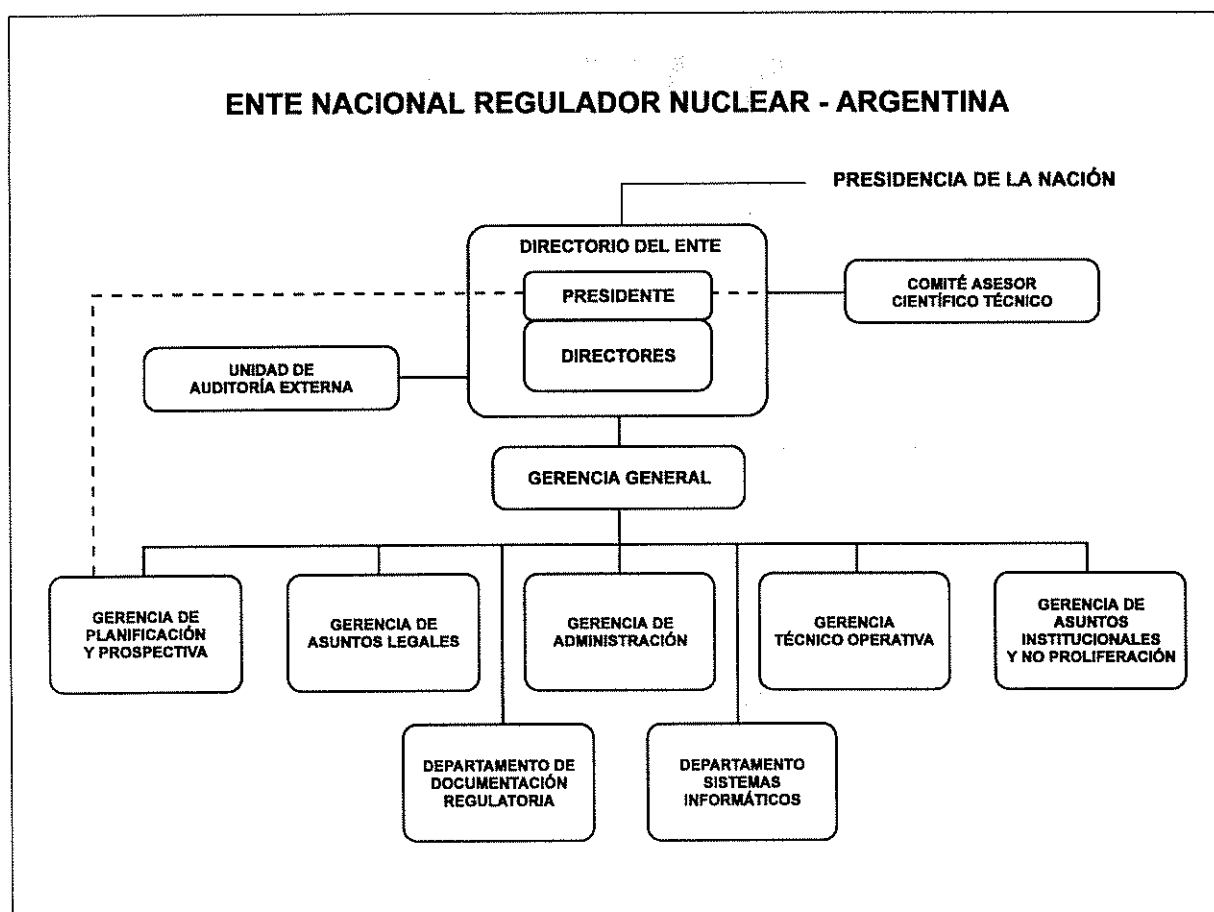 ENTE NACIONAL REGULADOR NUCLEAR - ARGENTINA
PRESIDENCIA DE LA NACIÓN
DIRECTORIO DEL ENTE
PRESIDENTE
COMITÉ ASESOR
CIENTÍFICO TÉCNICO
DIRECTORES
UNIDAD DE
AUDITORÍA EXTERNA
GERENCIA GENERAL
GERENCIA DE
PLANIFICACIÓN
Y PROSPECTIVA
GERENCIA DE
ASUNTOS LEGALES
GERENCIA DE
ADMINISTRACIÓN
GERENCIA
TÉCNICO OPERATIVA
GERENCIA DE
ASUNTOS
INSTITUCIONALES
Y NO PROLIFERACIÓN
DEPARTAMENTO DE
DOCUMENTACIÓN
REGULATORIA
DEPARTAMENTO
SISTEMAS
INFORMÁTICOS